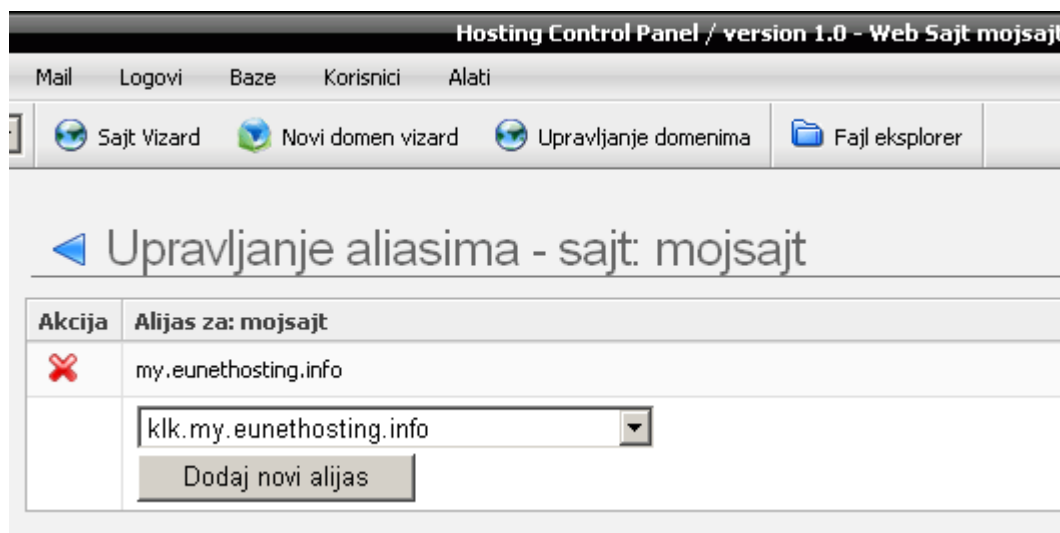 Hosting Control Panel / version 1.0 - Web Sajt mojsajt
Mail Logovi Baze Korisnici Alati
Sajt Vizard Novi domen vizard Upravljanje domenima Fajl eksplorer
Upravljanje aliasima - sajt: mojsajt
Akcija Alijas za: mojsajt
my.eunethosting.info
klk.my.eunethosting.info
Dodaj novi alijas